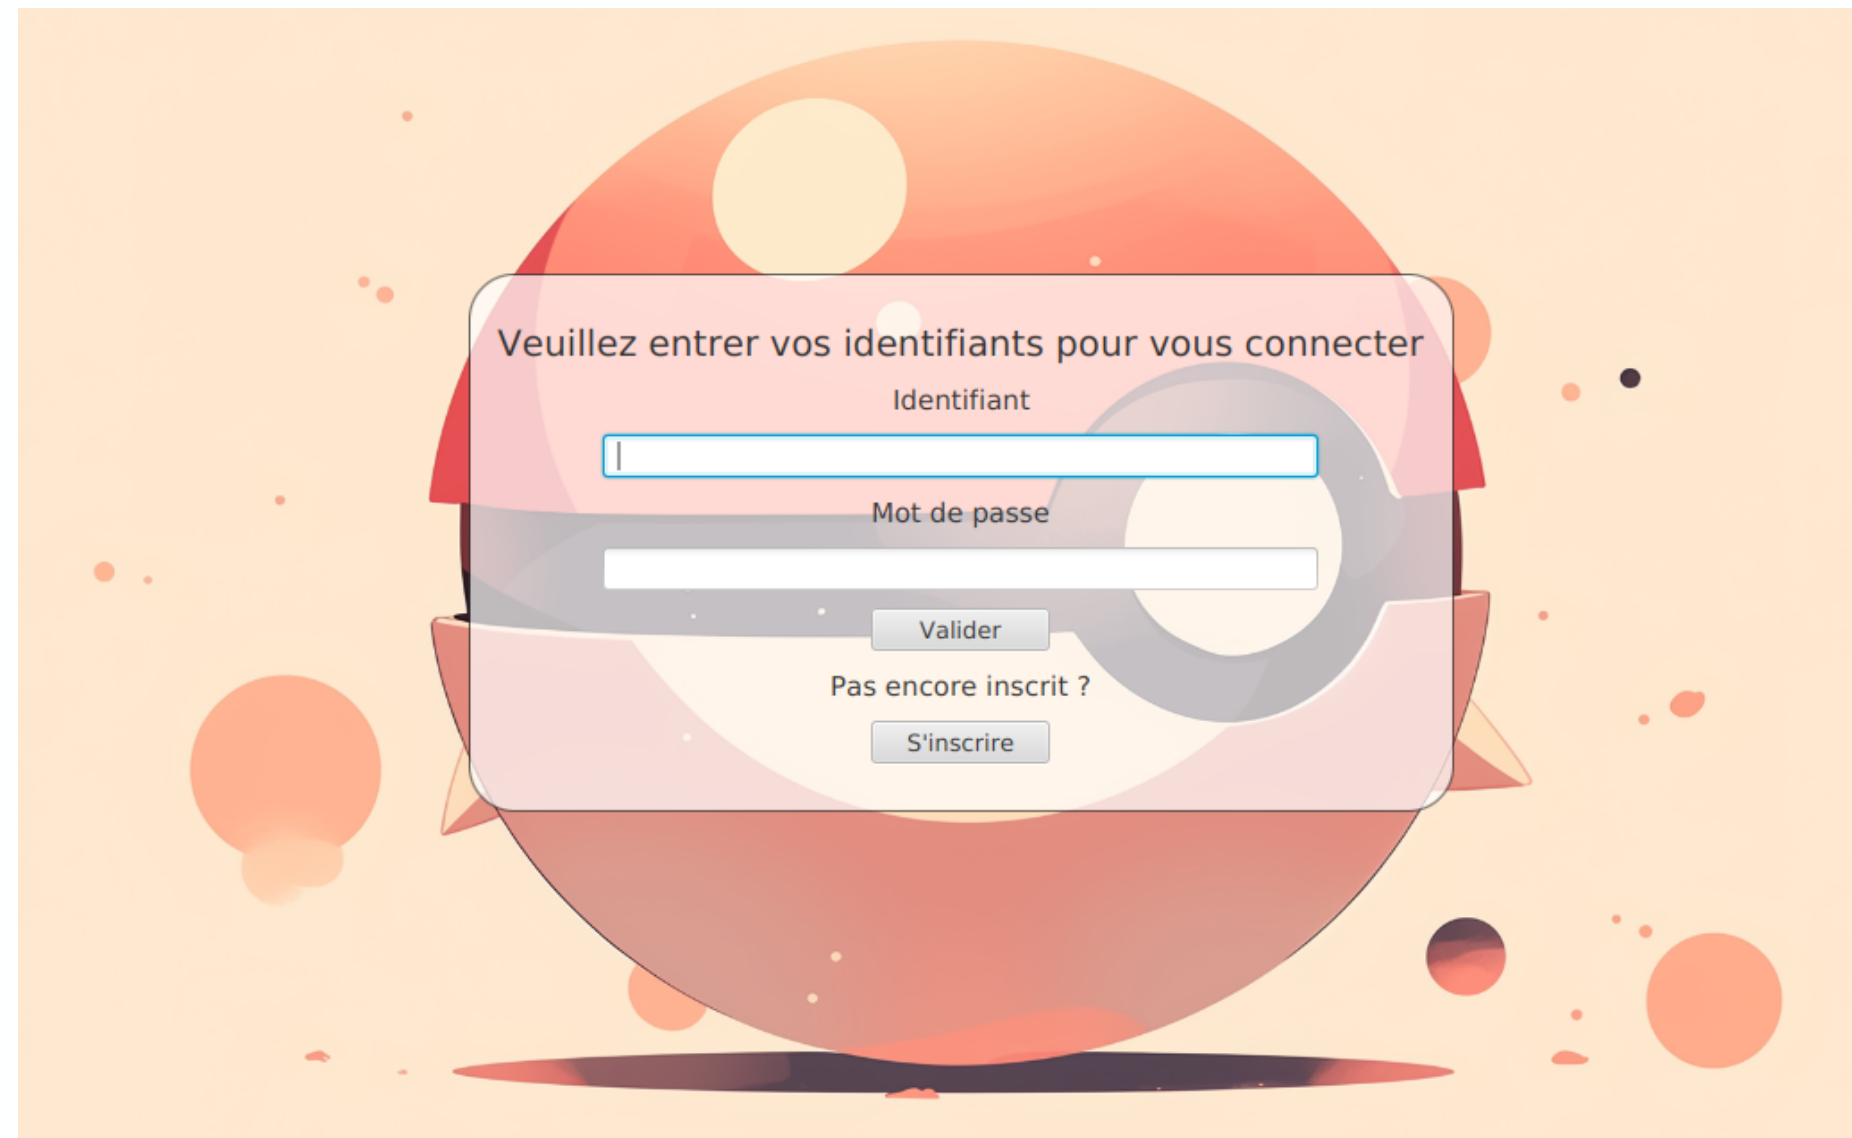 Veuillez entrer vos identifiants pour vous connecter
Identifiant
Mot de passe
Valider
Pas encore inscrit ?
S'inscrire